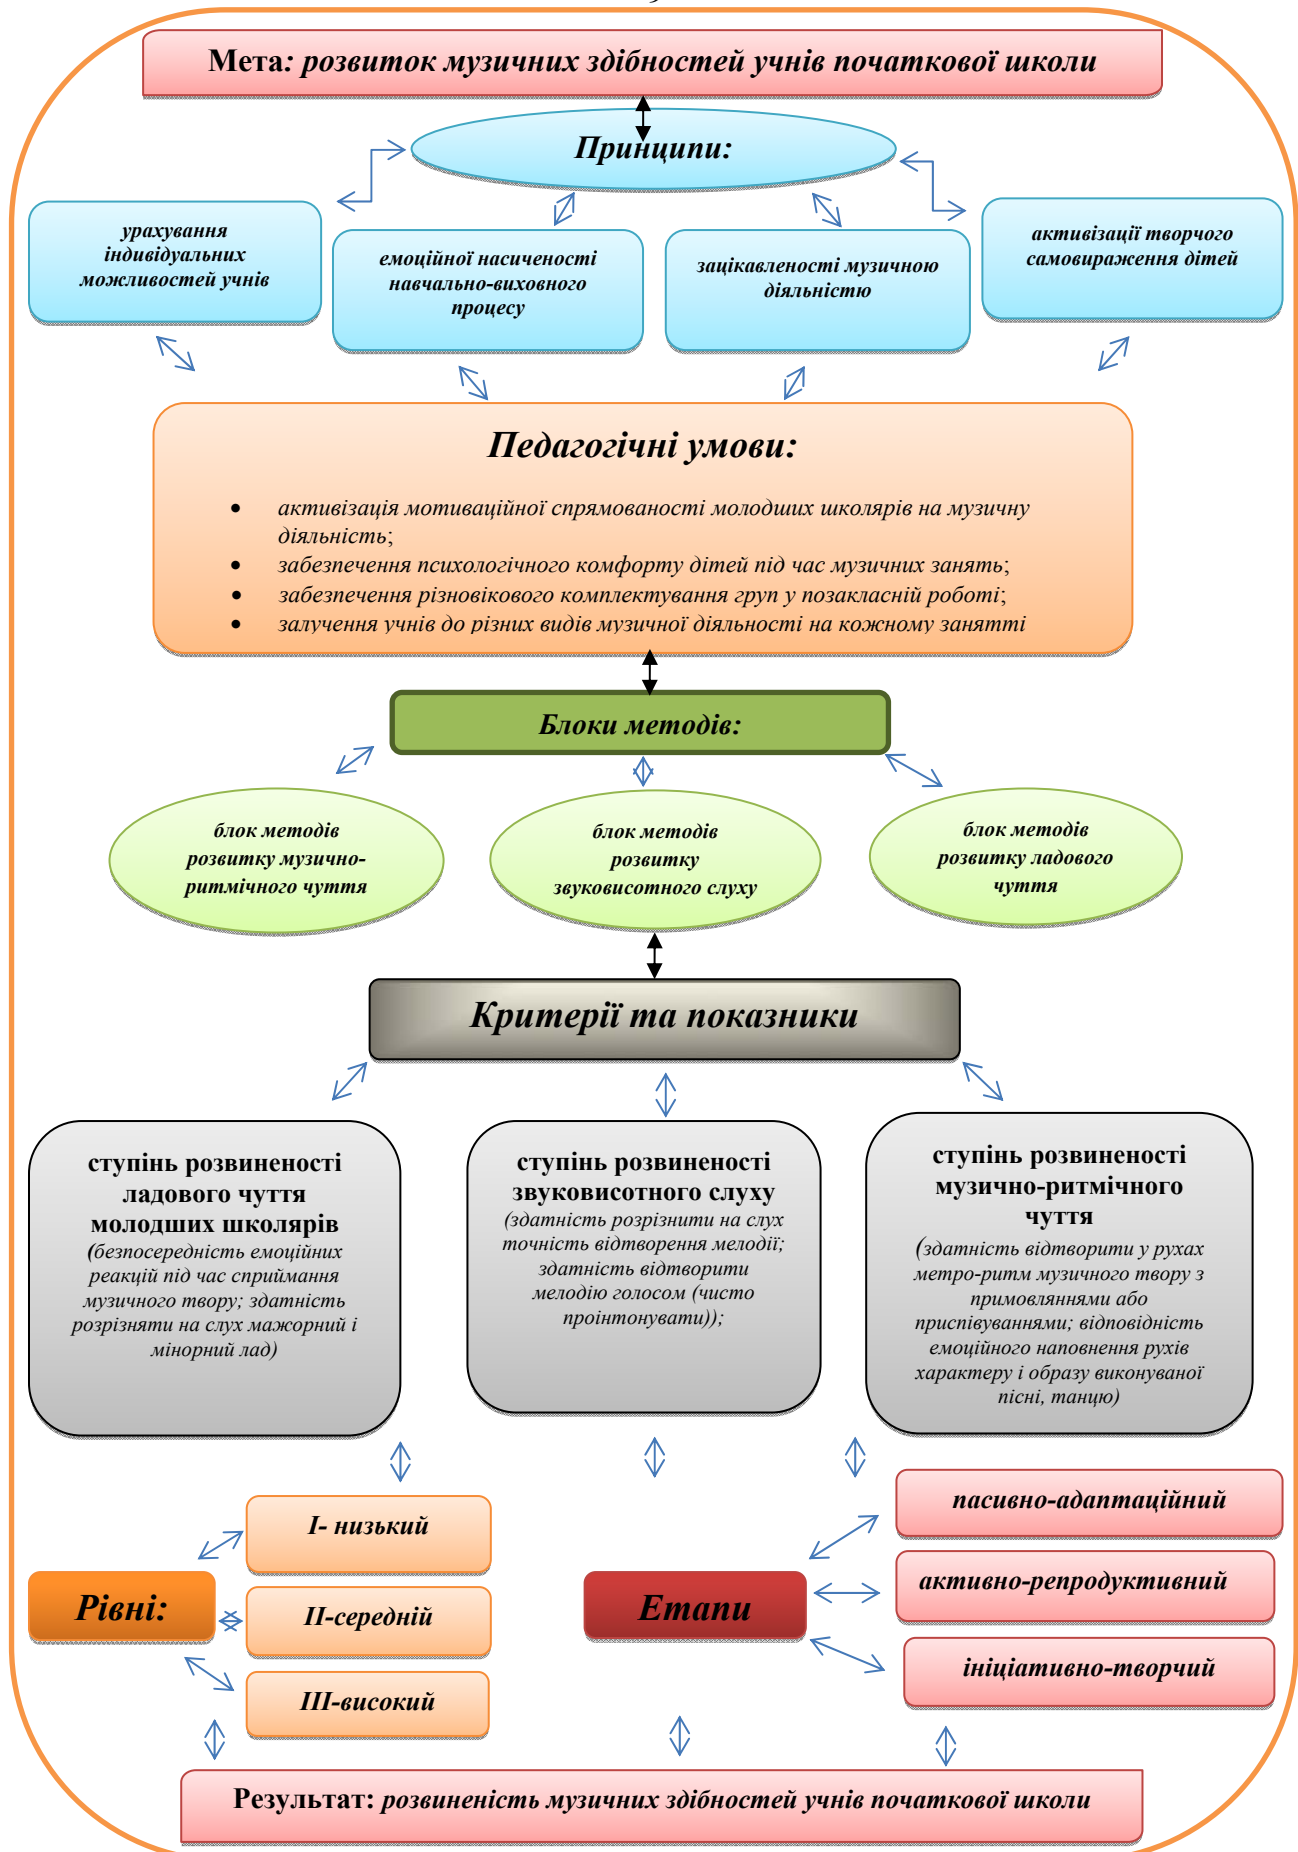 Мета: розвиток музичних здібностей учнів початкової школи
Принципи:
урахування
індивідуальних
можливостей учнів
емоційної насиченості
навчально-виховного
процесу
зацікавленості музичною
діяльністю
активізації творчого
самовираження дітей
Педагогічні умови:
• активізація мотиваційної спрямованості молодших школярів на музичну
діяльність;
• забезпечення психологічного комфорту дітей під час музичних занять;
• забезпечення різновікового комплектування груп у позакласній роботі;
• залучення учнів до різних видів музичної діяльності на кожному занятті
Блоки методів:
блок методів
розвитку музично-
ритмічного чуття
блок методів
розвитку
звуковисотного слуху
блок методів
розвитку ладового
чуття
Критерії та показники
ступінь розвиненості
ладового чуття
молодших школярів
(безпосередність емоційних
реакцій під час сприймання
музичного твору; здатність
розрізняти на слух мажорний і
мінорний лад)
ступінь розвиненості
звуковисотного слуху
(здатність розрізнити на слух
точність відтворення мелодії;
здатність відтворити
мелодію голосом (чисто
проінтонувати));
ступінь розвиненості
музично-ритмічного
чуття
(здатність відтворити у рухах
метро-ритм музичного твору з
примовляннями або
приспівуваннями; відповідність
емоційного наповнення рухів
характеру і образу виконуваної
пісні, танцю)
Рівні:
I- низький
II-середній
III-високий
Етапи
пасивно-адаптаційний
активно-репродуктивний
ініціативно-творчий
Результат: розвиненість музичних здібностей учнів початкової школи